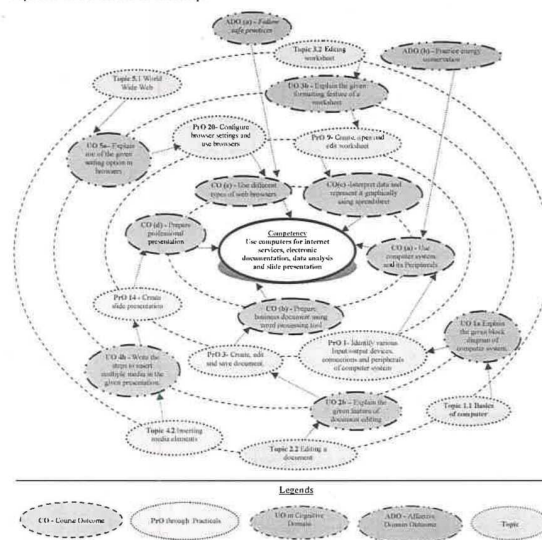 ADO (a) - Follow
safe practices
Topic 3.2 Editing
worksheet
ADO (b) - Practice energy
conservation
Topic 5.1 World
Wide Web
UO 3b - Explain the given
formatting feature of a
worksheet
PrO 20- Configure
browser settings and
use browsers
PrO 9- Create, open and
edit worksheet
UO 5a - Explain
use of the given
setting option in
browsers
CO (e) - Use different
types of web browsers
CO(c) -Interpret data and
represent it graphically
using spreadsheet
CO (d) - Prepare
professional
presentation
Competency
Use computers for internet
services, electronic
documentation, data analysis
and slide presentation
CO (a) - Use
computer system
and its Peripherals
PrO 14 - Create
slide presentation
CO (b) - Prepare
business document using
word processing tool
UO 1a Explain
the given block
diagram of
computer system
PrO 1- Identify various
Input/output devices,
connections and peripherals
of computer system
PrO 3- Create, edit
and save document
UO 4b - Write the
steps to insert
multiple media in the
given presentation
UO 2b - Explain the
given feature of
document editing
Topic 1.1 Basics
of computer
Topic 4.2 Inserting
media elements
Topic 2.2 Editing a
document
Legends
CO - Course Outcome
PrO through Practicals
UO in Cognitive
Domain
ADO - Affective
Domain Outcome
Topic